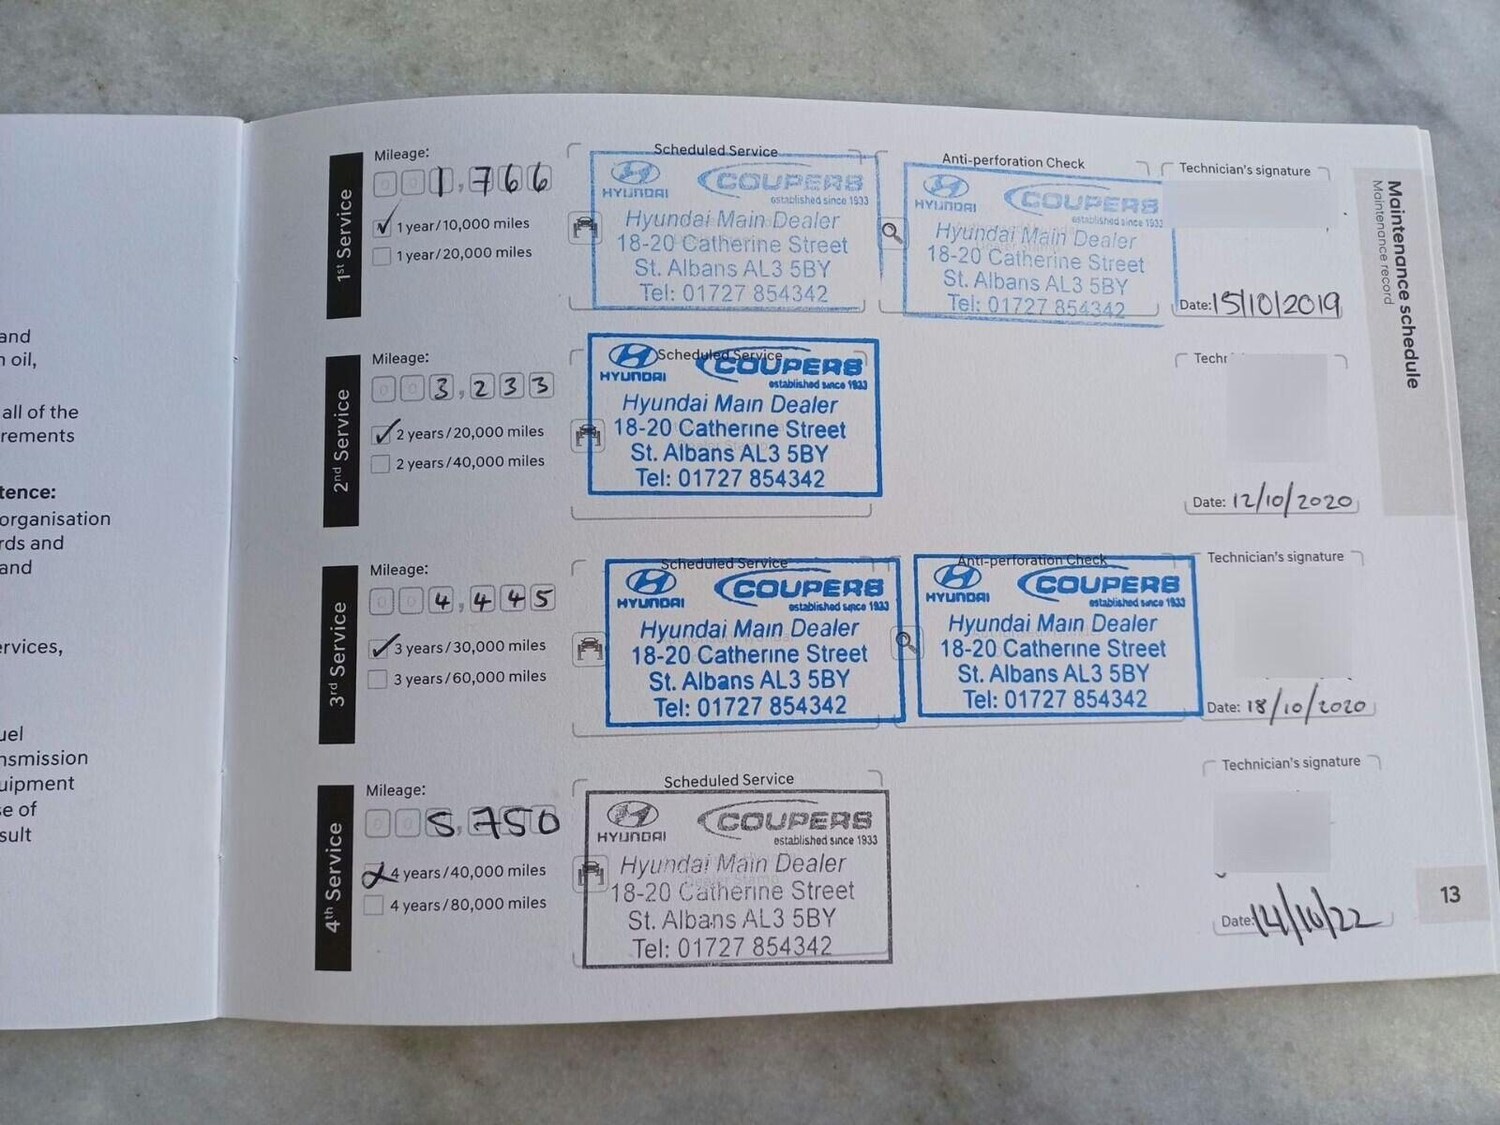 and
oil,
all of the
rements
tence:
organisation
rds and
and
ervices,
uel
nsmission
uipment
se of
sult
Maintenance schedule
Maintenance record
1st Service
Mileage:
001,766
1 year/10,000 miles
1 year/20,000 miles
Scheduled Service
HYUNDAI
COUPERS
established since 1933
Hyundai Main Dealer
18-20 Catherine Street
St. Albans AL3 5BY
Tel: 01727 854342
Anti-perforation Check
HYUNDAI
COUPERS
established since 1933
Hyundai Main Dealer
18-20 Catherine Street
St. Albans AL3 5BY
Tel: 01727 854342
Technician's signature
Date: 15/10/2019
2nd Service
Mileage:
003,233
2 years/20,000 miles
2 years/40,000 miles
Scheduled Service
HYUNDAI
COUPERS
established since 1933
Hyundai Main Dealer
18-20 Catherine Street
St. Albans AL3 5BY
Tel: 01727 854342
Techr
Date: 12/10/2020
3rd Service
Mileage:
004,445
3 years/30,000 miles
3 years/60,000 miles
Scheduled Service
HYUNDAI
COUPERS
established since 1933
Hyundai Main Dealer
18-20 Catherine Street
St. Albans AL3 5BY
Tel: 01727 854342
Anti-perforation Check
HYUNDAI
COUPERS
established since 1933
Hyundai Main Dealer
18-20 Catherine Street
St. Albans AL3 5BY
Tel: 01727 854342
Technician's signature
Date: 18/10/2020
4th Service
Mileage:
005,750
4 years/40,000 miles
4 years/80,000 miles
Scheduled Service
HYUNDAI
COUPERS
established since 1933
Hyundai Main Dealer
18-20 Catherine Street
St. Albans AL3 5BY
Tel: 01727 854342
Technician's signature
Date: 14/10/22
13